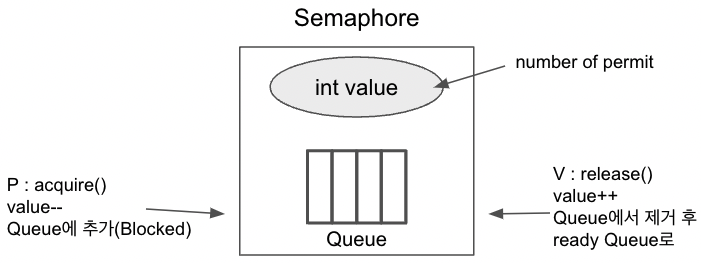 Semaphore
number of permit
int value
P : acquire()
value--
Queue에 추가(Blocked)
V : release()
value++
Queue에서 제거 후
ready Queue로
Queue